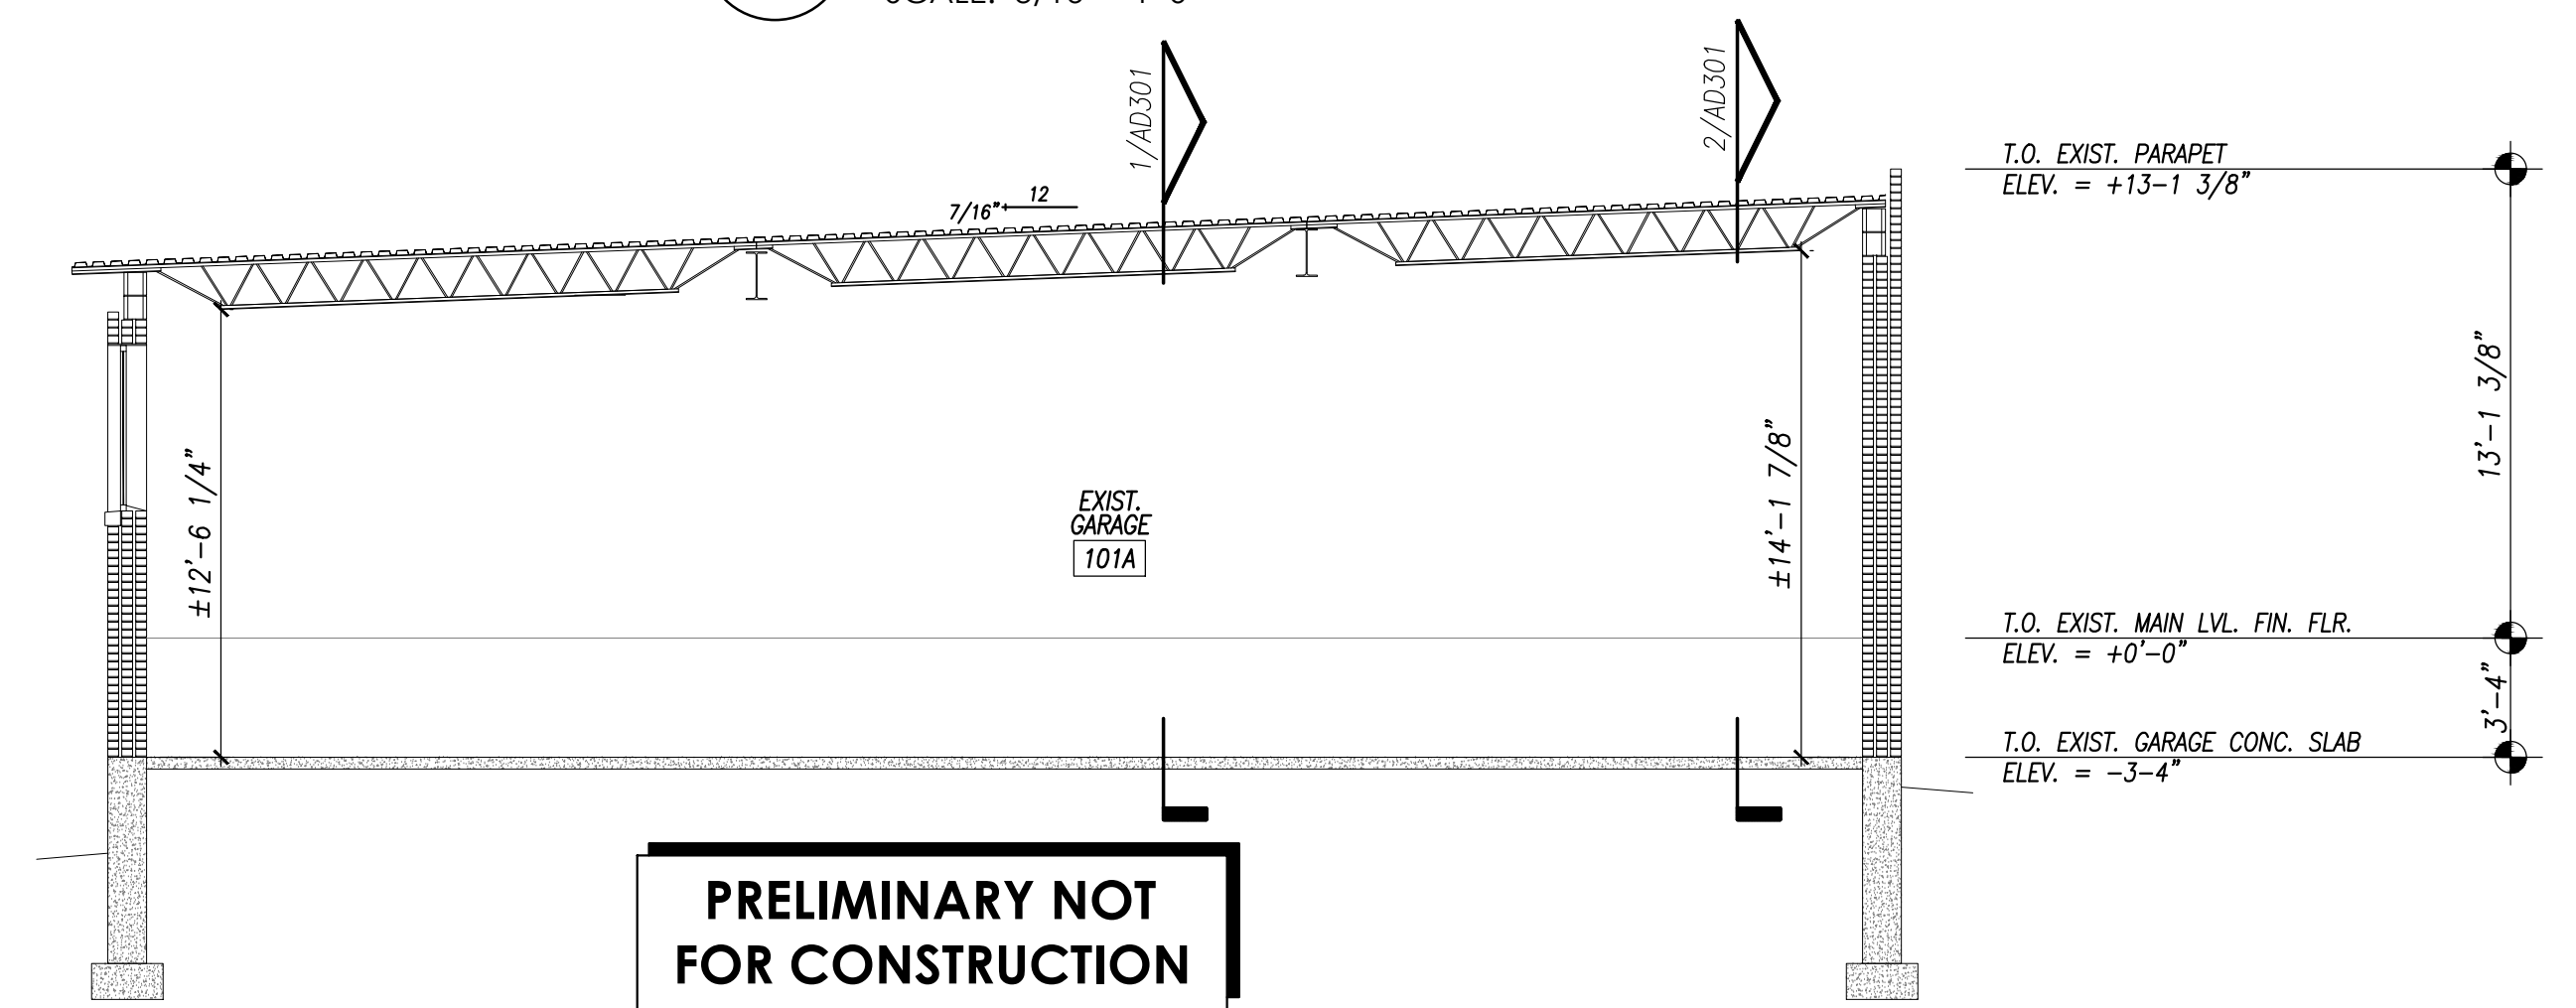 1/AD301
2/AD301
12
7/16"
T.O. EXIST. PARAPET
ELEV. = +13-1 3/8"
13'-1 3/8"
±12'-6 1/4"
±14'-1 7/8"
EXIST.
GARAGE
101A
T.O. EXIST. MAIN LVL. FIN. FLR.
ELEV. = +0'-0"
3'-4"
T.O. EXIST. GARAGE CONC. SLAB
ELEV. = -3-4"
PRELIMINARY NOT
FOR CONSTRUCTION